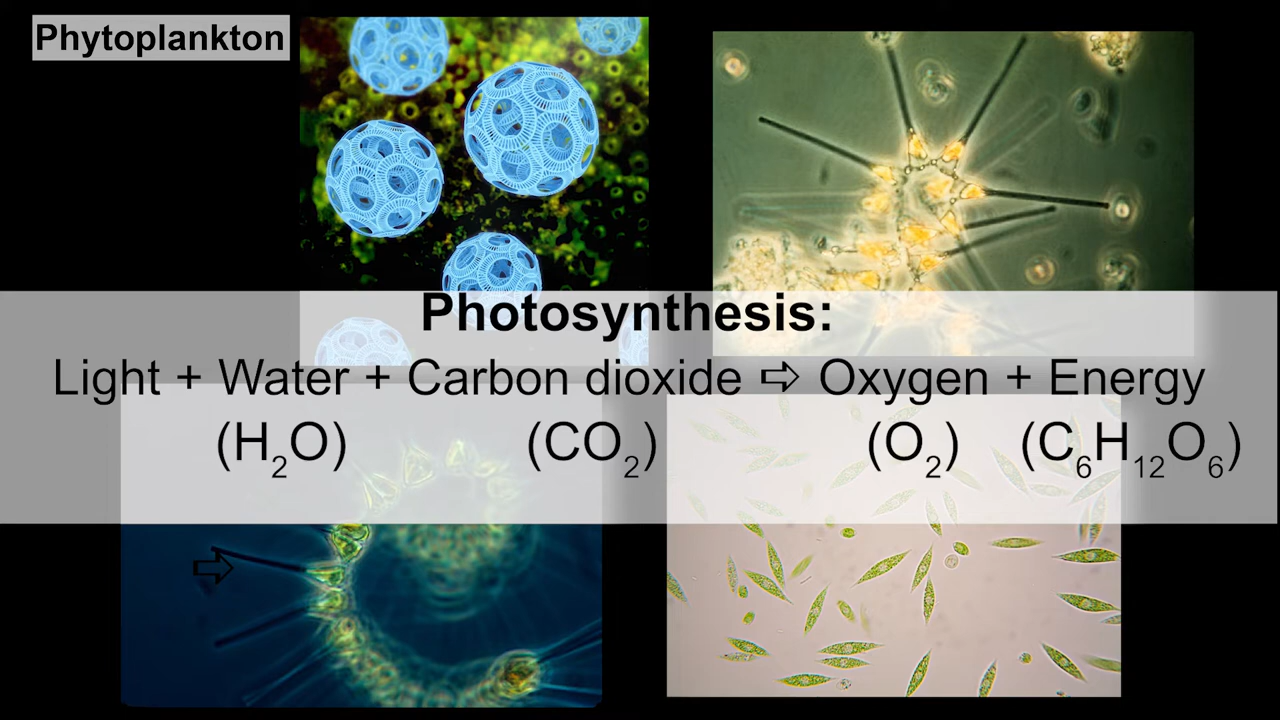 Phytoplankton
Photosynthesis:
Light + Water + Carbon dioxide ⇨ Oxygen + Energy
(H₂O) (CO₂) (O₂) (C₆H₁₂O₆)